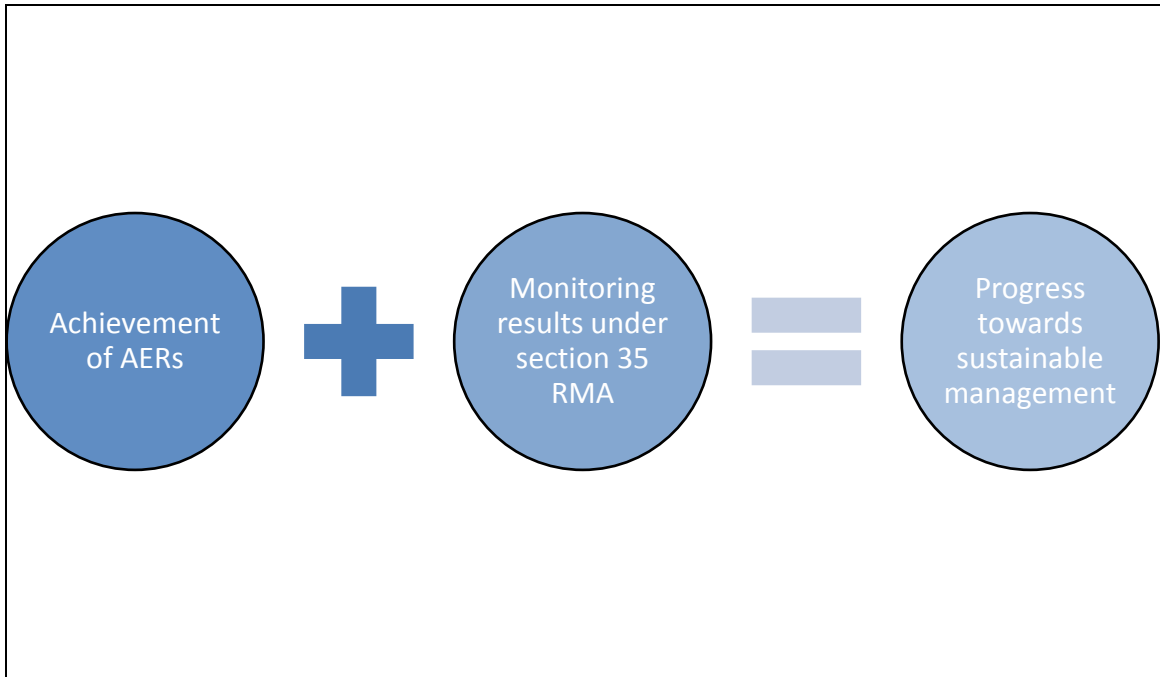 Achievement
of AERs
Monitoring
results under
section 35
RMA
Progress
towards
sustainable
management